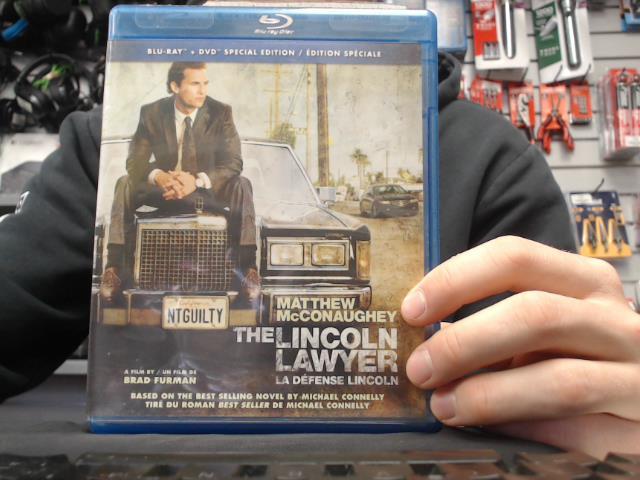 Blu-ray Disc
BLU-RAY + DVD SPECIAL EDITION / ÉDITION SPÉCIALE
California
NTGUILTY
MATTHEW
McCONAUGHEY
THE LINCOLN
LAWYER
LA DÉFENSE LINCOLN
A FILM BY / UN FILM DE
BRAD FURMAN
BASED ON THE BEST SELLING NOVEL BY MICHAEL CONNELLY
TIRÉ DU ROMAN BEST SELLER DE MICHAEL CONNELLY